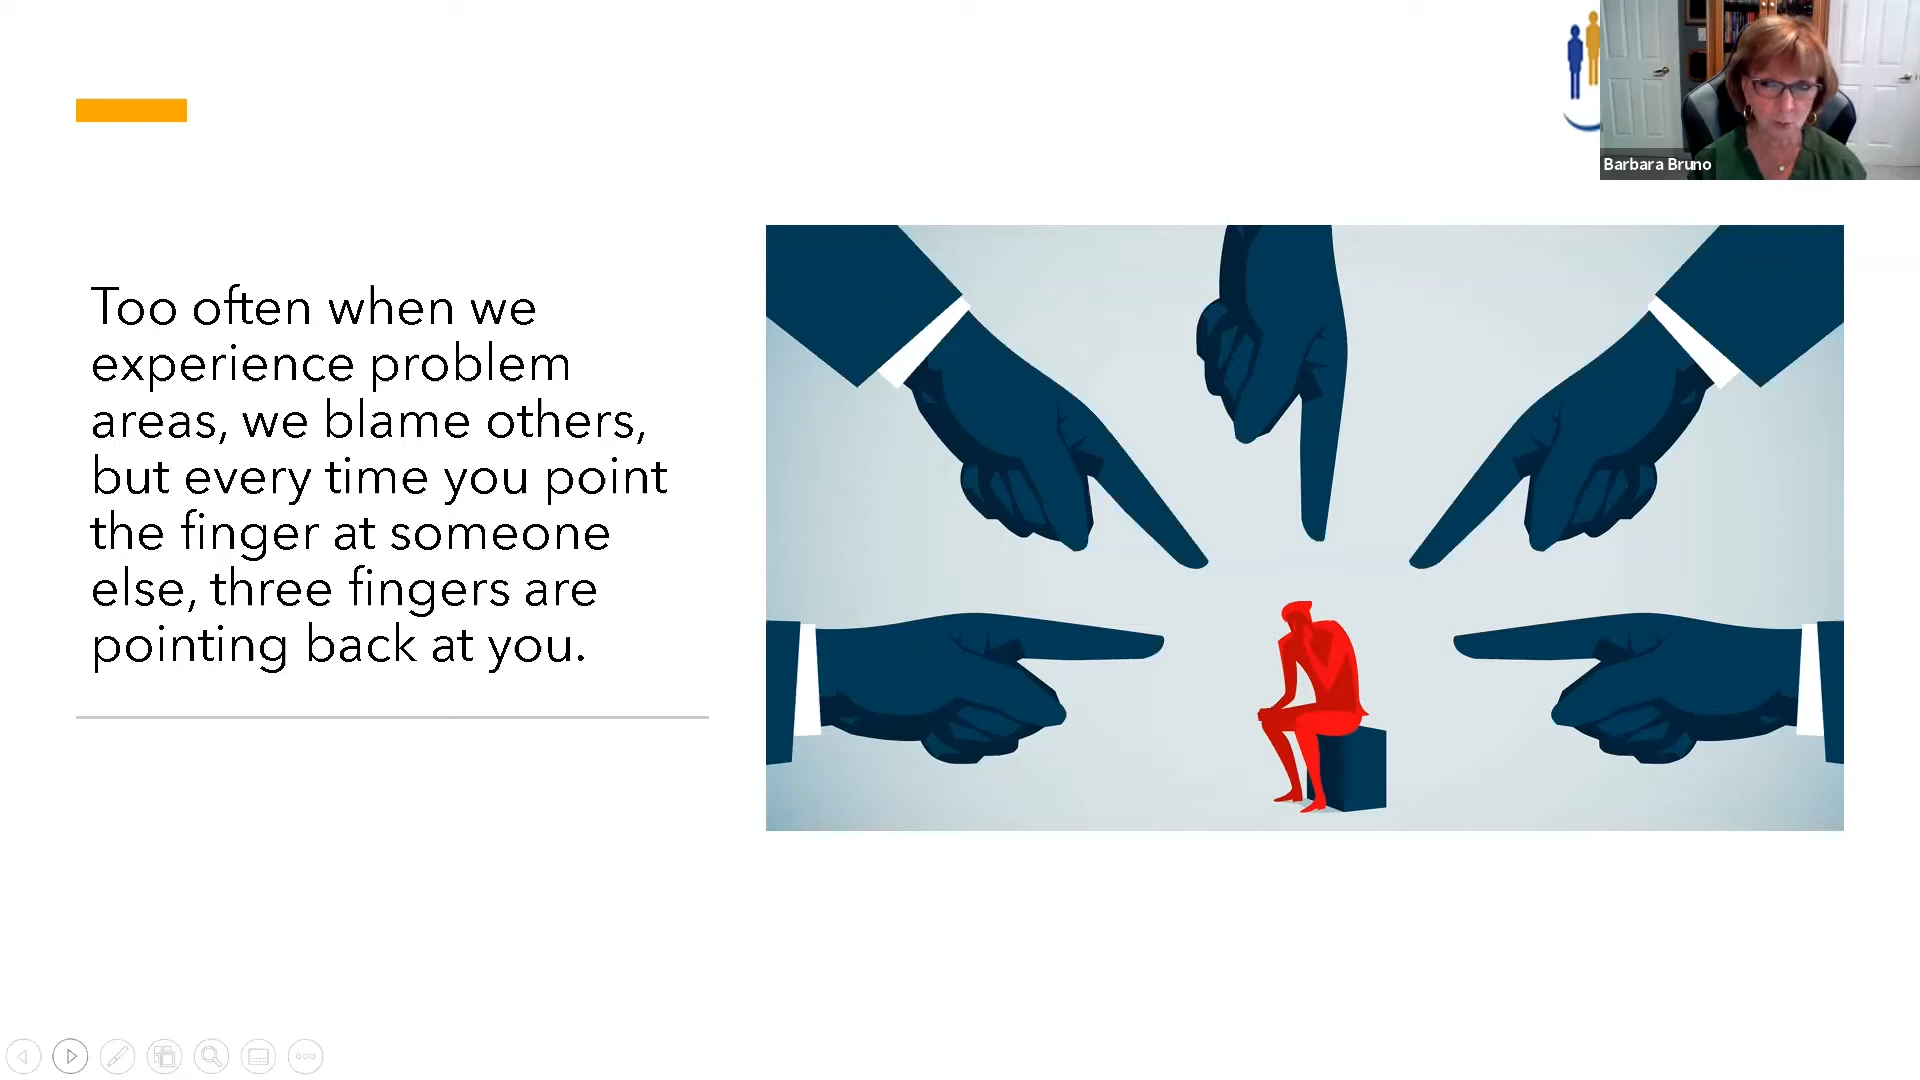 Barbara Bruno
Too often when we
experience problem
areas, we blame others,
but every time you point
the finger at someone
else, three fingers are
pointing back at you.